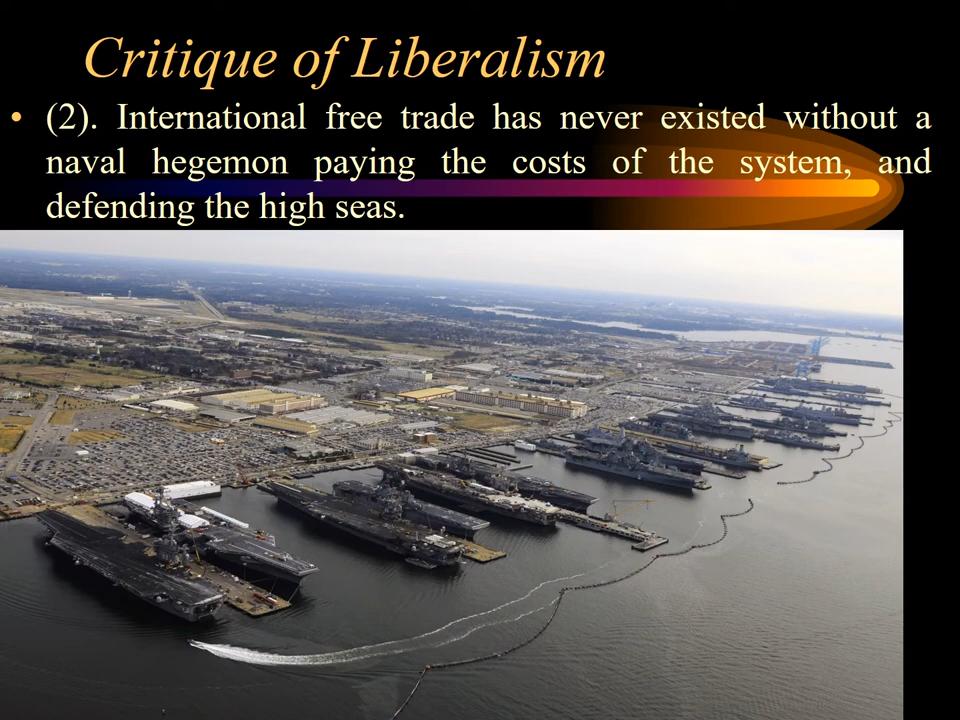 Critique of Liberalism
• (2). International free trade has never existed without a
naval hegemon paying the costs of the system, and
defending the high seas.